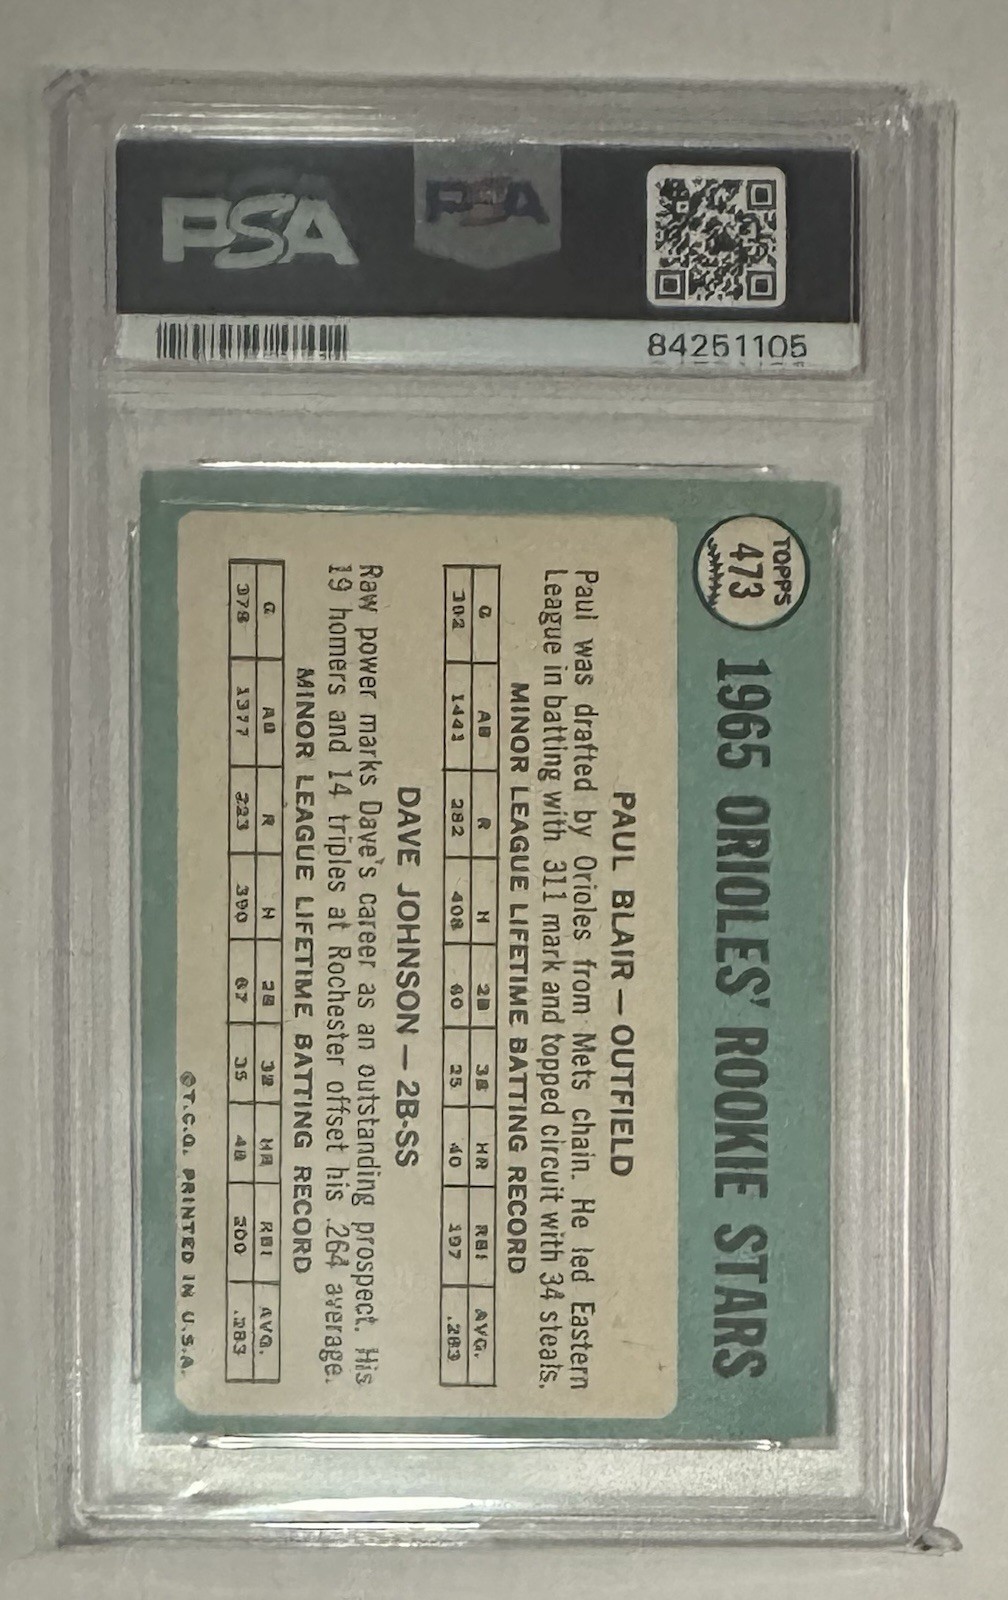 PSA
PSA
84251105
TOPPS
473
1965 ORIOLES' ROOKIE STARS
PAUL BLAIR—OUTFIELD
Paul was drafted by Orioles from Mets chain. He led Eastern
League in batting with 311 mark and topped circuit with 34 steals.
MINOR LEAGUE LIFETIME BATTING RECORD
G AB R H 2B 3B HR RBI AVG.
392 1443 282 408 60 25 40 197 .283
DAVE JOHNSON—2B-SS
Raw power marks Dave's career as an outstanding prospect. His
19 homers and 14 triples at Rochester offset his .264 average.
MINOR LEAGUE LIFETIME BATTING RECORD
G AB R H 2B 3B HR RBI AVG.
378 1377 223 390 67 35 48 200 .283
©T.C.G. PRINTED IN U.S.A.